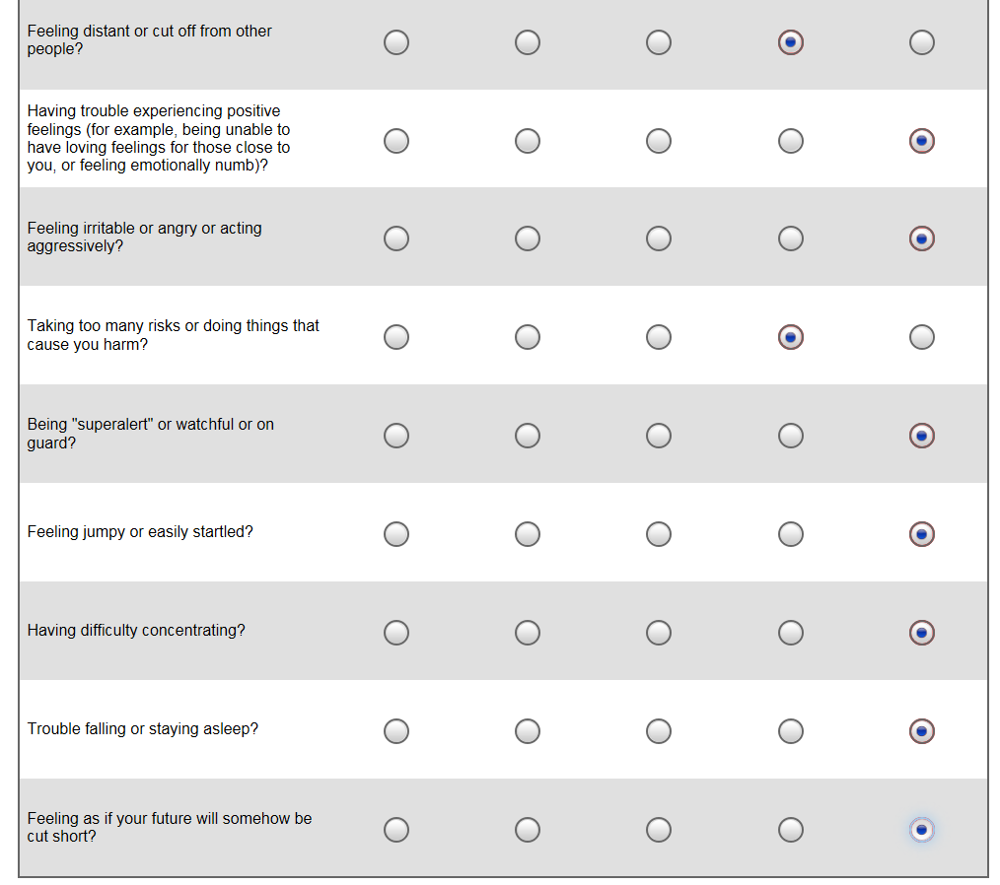 Feeling distant or cut off from other
people?
Having trouble experiencing positive
feelings (for example, being unable to
have loving feelings for those close to
you, or feeling emotionally numb)?
Feeling irritable or angry or acting
aggressively?
Taking too many risks or doing things that
cause you harm?
Being "superalert" or watchful or on
guard?
Feeling jumpy or easily startled?
Having difficulty concentrating?
Trouble falling or staying asleep?
Feeling as if your future will somehow be
cut short?